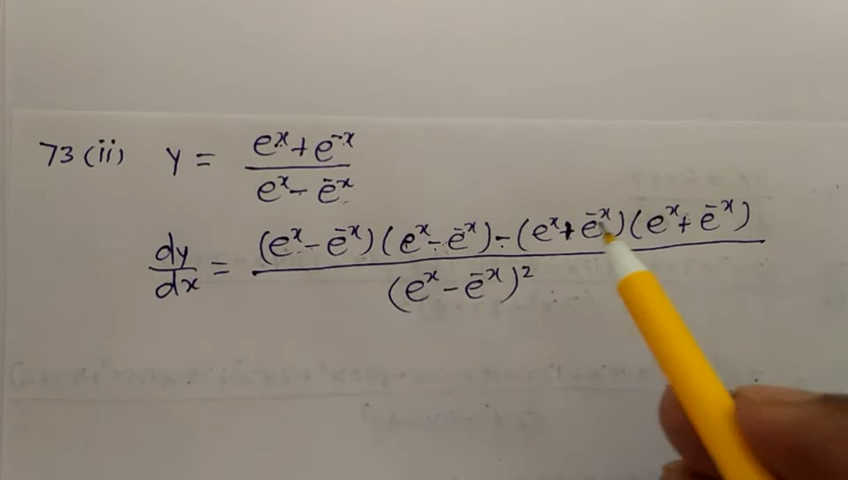 73 (ii) y = (e^x + e^-x) / (e^x - e^-x)
dy/dx = ((e^x - e^-x)(e^x - e^-x) - (e^x + e^-x)(e^x + e^-x)) / (e^x - e^-x)^2